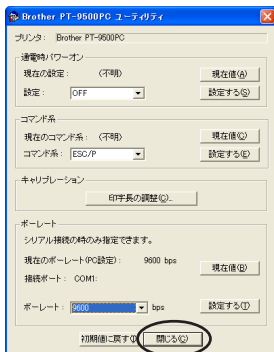 Brother PT-9500PC ユーティリティ
プリンタ: Brother PT-9500PC
通電時パワーオン
現在の設定: (不明) 現在値(A)
設定: OFF 設定する(S)
コマンド系
現在のコマンド系: (不明) 現在値(C)
コマンド系: ESC/P 設定する(E)
キャリブレーション
印字長の調整(C)...
ボーレート
シリアル接続の時のみ指定できます。
現在のボーレート(PC設定): 9600 bps 現在値(B)
接続ポート: COM1:
ボーレート: 9600 bps 設定する(T)
初期値に戻す(I) 閉じる(C)